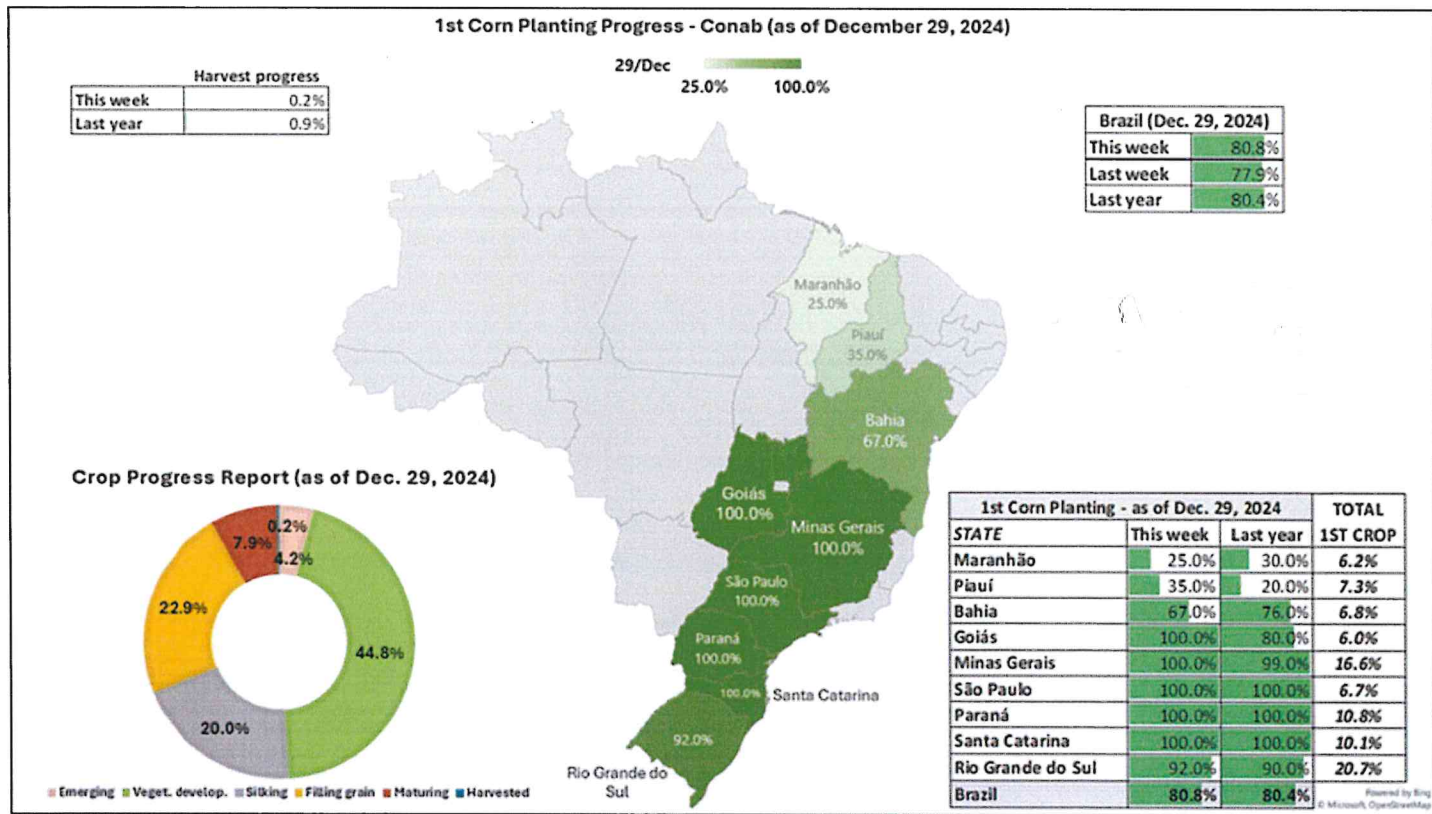 1st Corn Planting Progress - Conab (as of December 29, 2024)
29/Dec
25.0% 100.0%
Harvest progress
This week 0.2%
Last year 0.9%
Brazil (Dec. 29, 2024)
This week 80.8%
Last week 77.9%
Last year 80.4%
Maranhão
25.0%
Piauí
35.0%
Bahia
67.0%
Goiás
100.0%
Minas Gerais
100.0%
São Paulo
100.0%
Paraná
100.0%
100.0%
Santa Catarina
92.0%
Rio Grande do
Sul
Crop Progress Report (as of Dec. 29, 2024)
0.2%
4.2%
7.9%
22.9%
44.8%
20.0%
Emerging Veget. develop. Silking Filling grain Maturing Harvested
1st Corn Planting - as of Dec. 29, 2024 TOTAL
STATE This week Last year 1ST CROP
Maranhão 25.0% 30.0% 6.2%
Piauí 35.0% 20.0% 7.3%
Bahia 67.0% 76.0% 6.8%
Goiás 100.0% 80.0% 6.0%
Minas Gerais 100.0% 99.0% 16.6%
São Paulo 100.0% 100.0% 6.7%
Paraná 100.0% 100.0% 10.8%
Santa Catarina 100.0% 100.0% 10.1%
Rio Grande do Sul 92.0% 90.0% 20.7%
Brazil 80.8% 80.4%
Powered by Bing
© Microsoft, OpenStreetMap